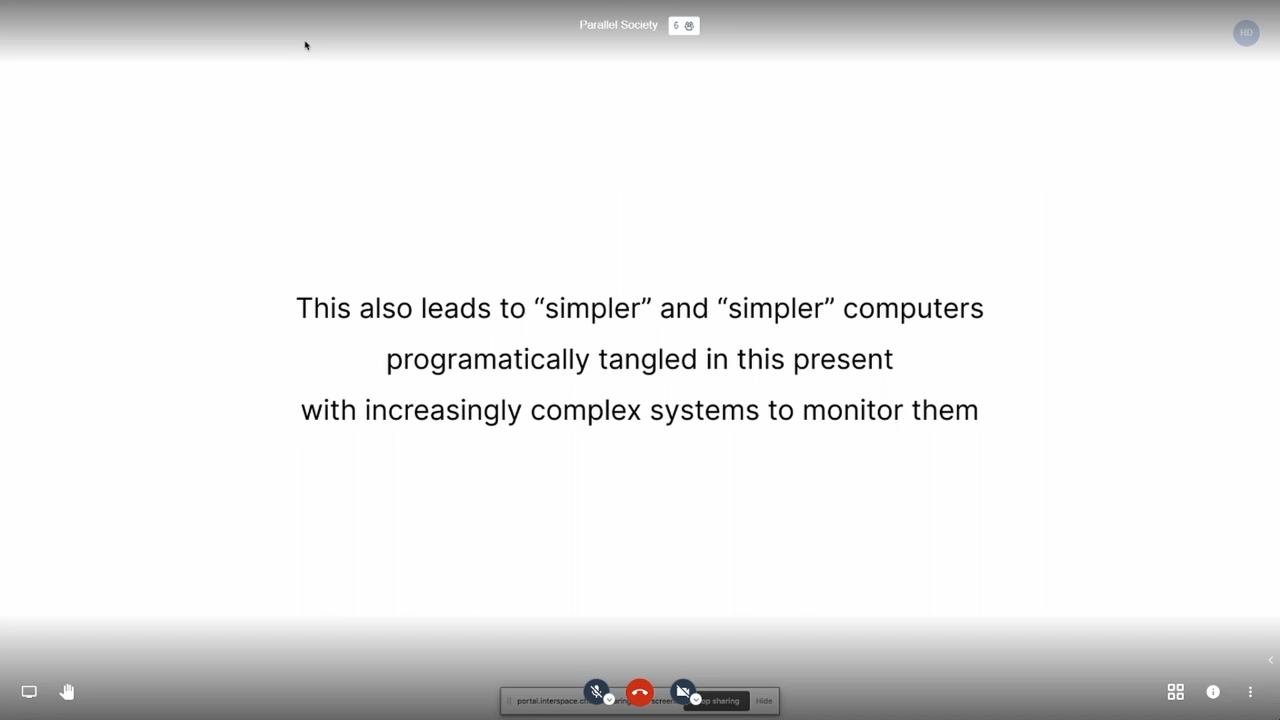 Parallel Society 6
HD
This also leads to “simpler” and “simpler” computers
programatically tangled in this present
with increasingly complex systems to monitor them
sharing
Hide